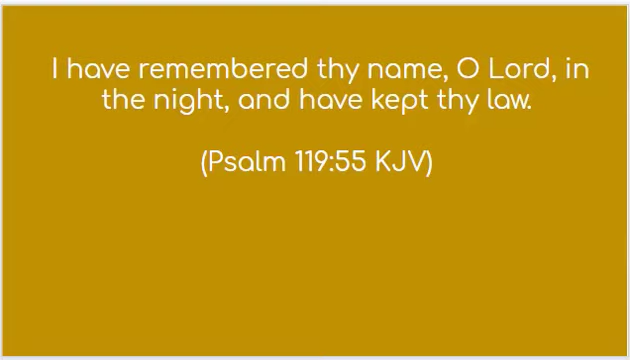 I have remembered thy name, O Lord, in
the night, and have kept thy law.
(Psalm 119:55 KJV)